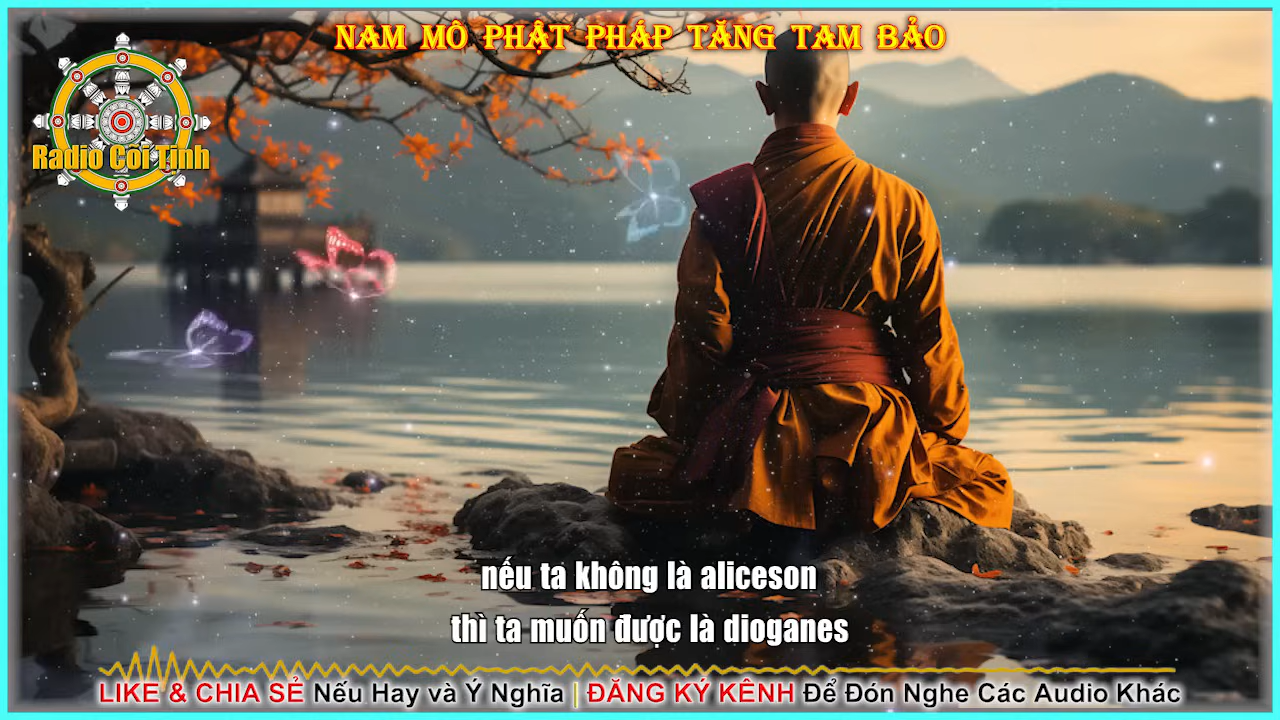 NAM MÔ PHẬT PHÁP TĂNG TAM BẢO
Radio Cõi Tịnh
nếu ta không là aliceson
thì ta muốn được là dioganes
LIKE & CHIA SẺ Nếu Hay và Ý Nghĩa | ĐĂNG KÝ KÊNH Để Đón Nghe Các Audio Khác